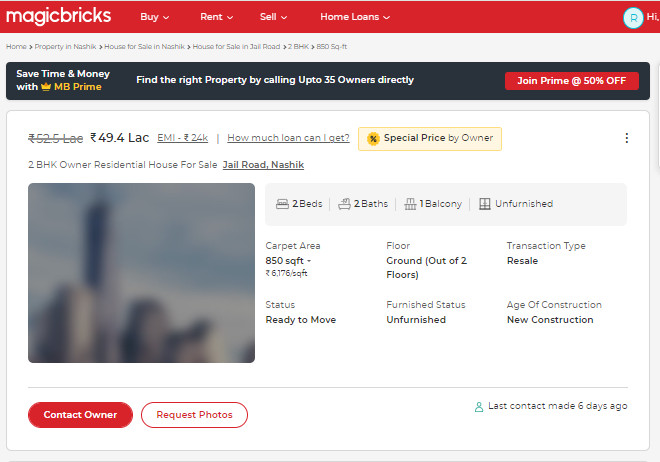 magicbricks
Buy
Rent
Sell
Home Loans
R
Hi,
Home > Property in Nashik > House for Sale in Nashik > House for Sale in Jail Road > 2 BHK > 850 Sq-ft
Save Time & Money
with MB Prime
Find the right Property by calling Upto 35 Owners directly
Join Prime @ 50% OFF
₹52.5 Lac ₹49.4 Lac EMI - ₹ 24k | How much loan can I get?
Special Price by Owner
2 BHK Owner Residential House For Sale Jail Road, Nashik
2 Beds
2 Baths
1 Balcony
Unfurnished
Carpet Area
850 sqft
₹ 6,176/sqft
Floor
Ground (Out of 2
Floors)
Transaction Type
Resale
Status
Ready to Move
Furnished Status
Unfurnished
Age Of Construction
New Construction
Contact Owner
Request Photos
Last contact made 6 days ago